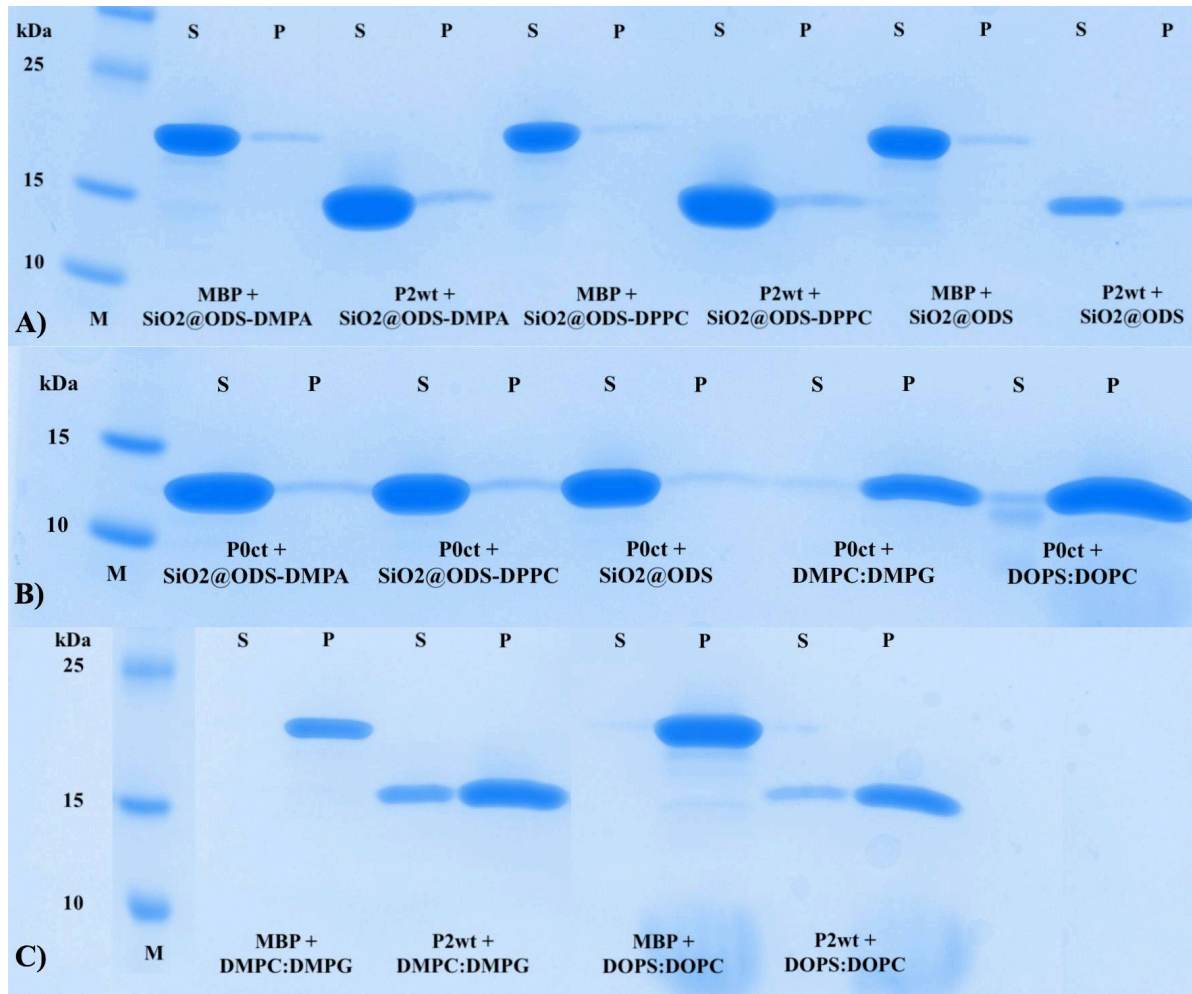 kDa S P S P S P S P S P S P
25
15
10
MBP + P2wt + MBP + P2wt + MBP + P2wt +
A) M SiO2@ODS-DMPA SiO2@ODS-DMPA SiO2@ODS-DPPC SiO2@ODS-DPPC SiO2@ODS SiO2@ODS
kDa S P S P S P S P S P
15
10
P0ct + P0ct + P0ct + P0ct + P0ct +
B) M SiO2@ODS-DMPA SiO2@ODS-DPPC SiO2@ODS DMPC:DMPG DOPS:DOPC
kDa S P S P S P S P
25
15
10
MBP + P2wt + MBP + P2wt +
C) M DMPC:DMPG DMPC:DMPG DOPS:DOPC DOPS:DOPC